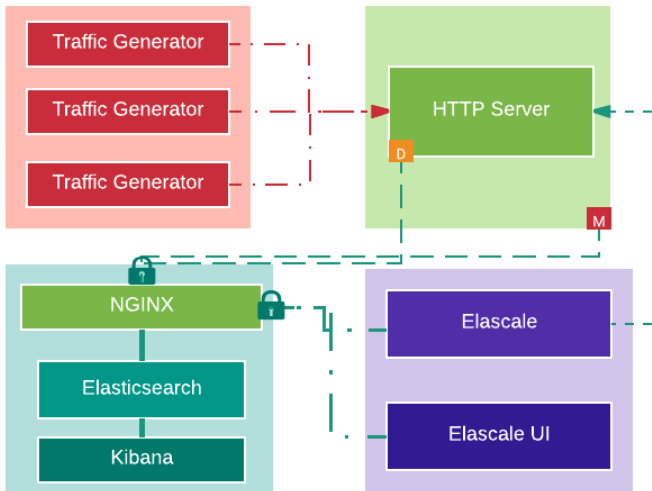 Traffic Generator
Traffic Generator
Traffic Generator
HTTP Server
D
M
NGINX
Elasticsearch
Kibana
Elascale
Elascale UI